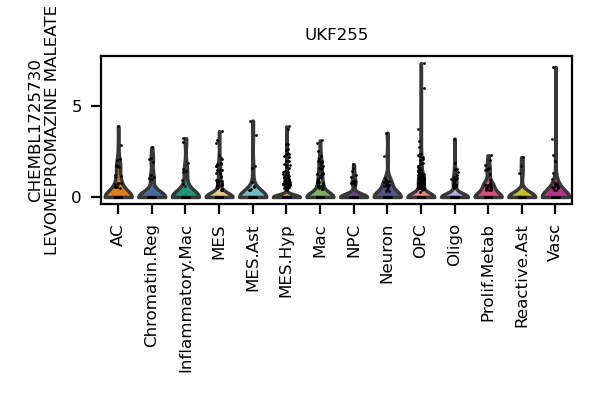 UKF255
CHEMBL1725730
LEVOMEPROMAZINE MALEATE
5
0
AC
Chromatin.Reg
Inflammatory.Mac
MES
MES.Ast
MES.Hyp
Mac
NPC
Neuron
OPC
Oligo
Prolif.Metab
Reactive.Ast
Vasc